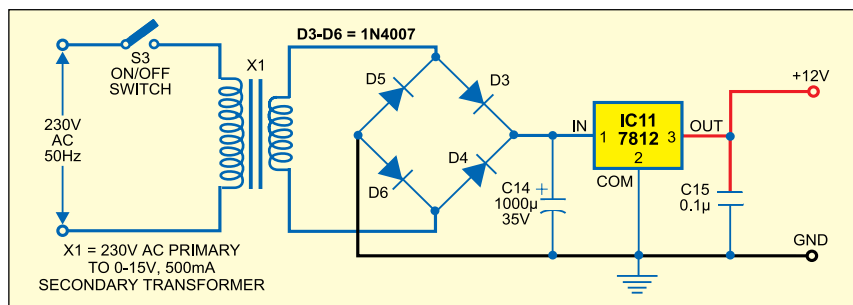 D3-D6 = 1N4007
S3
ON/OFF
SWITCH
X1
230V
AC
50Hz
D5
D3
D6
D4
IN
1
IC11
7812
3
2
OUT
COM
C14
+
1000µ
35V
C15
0.1µ
+12V
GND
X1 = 230V AC PRIMARY
TO 0-15V, 500mA
SECONDARY TRANSFORMER